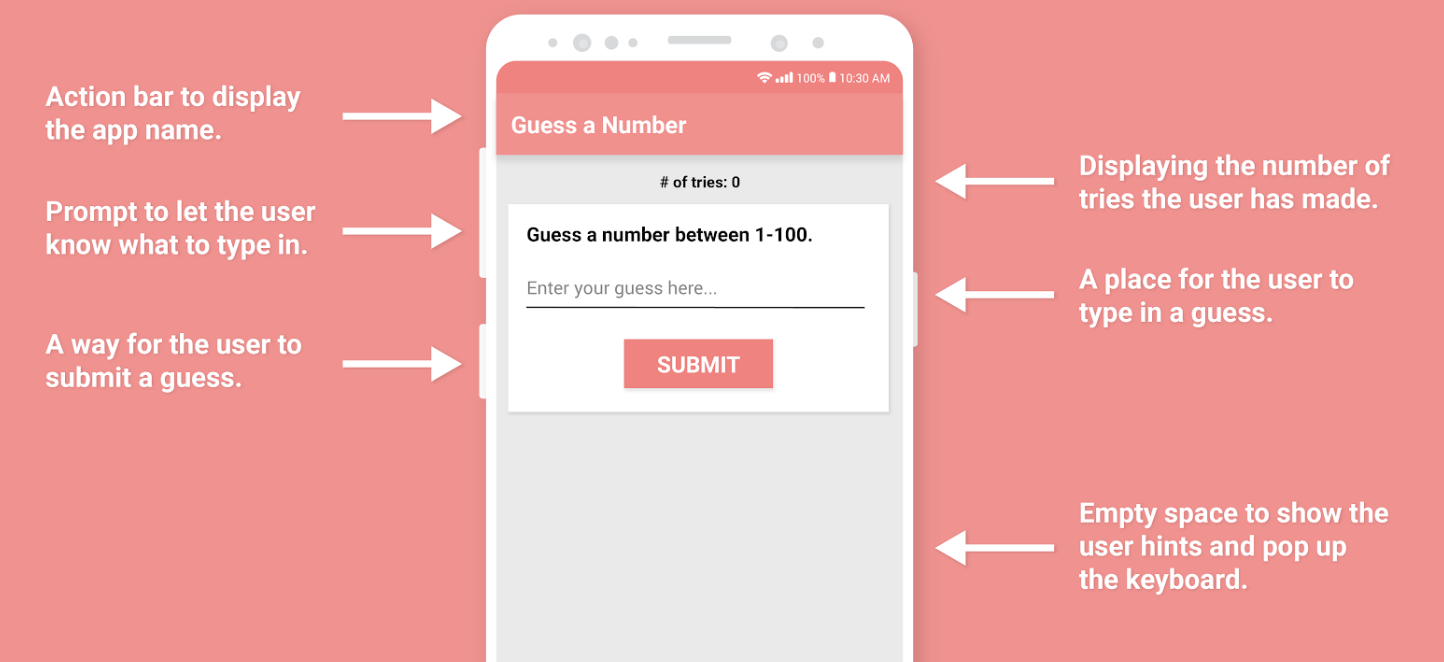 Action bar to display
the app name.
Prompt to let the user
know what to type in.
A way for the user to
submit a guess.
100% 10:30 AM
Guess a Number
# of tries: 0
Guess a number between 1-100.
Enter your guess here...
SUBMIT
Displaying the number of
tries the user has made.
A place for the user to
type in a guess.
Empty space to show the
user hints and pop up
the keyboard.